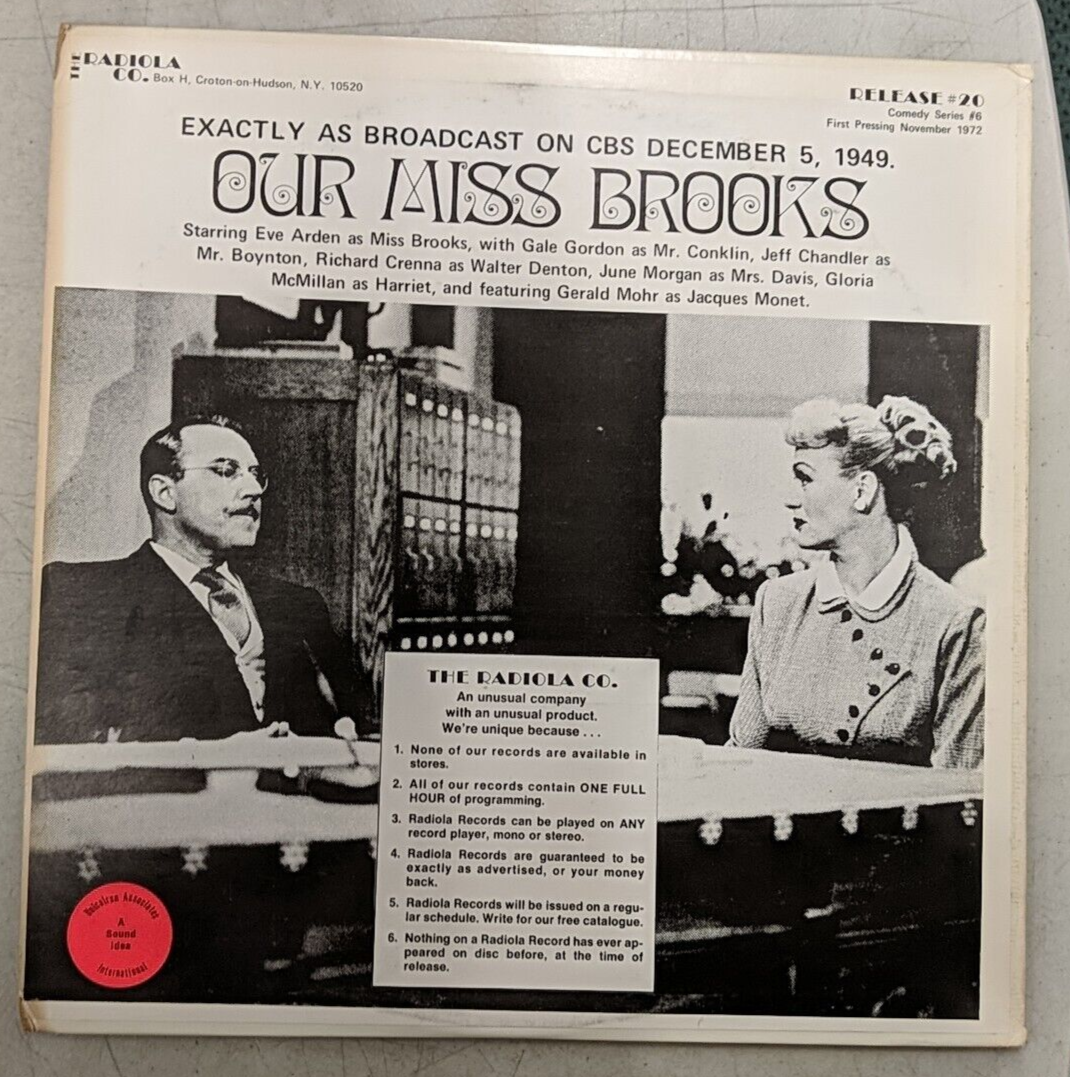 THE RADIOLA
CO. Box H, Croton-on-Hudson, N.Y. 10520
RELEASE #20
Comedy Series #6
First Pressing November 1972
EXACTLY AS BROADCAST ON CBS DECEMBER 5, 1949.
OUR MISS BROOKS
Starring Eve Arden as Miss Brooks, with Gale Gordon as Mr. Conklin, Jeff Chandler as
Mr. Boynton, Richard Crenna as Walter Denton, June Morgan as Mrs. Davis, Gloria
McMillan as Harriet, and featuring Gerald Mohr as Jacques Monet.
THE RADIOLA CO.
An unusual company
with an unusual product.
We're unique because . . .
1. None of our records are available in
stores.
2. All of our records contain ONE FULL
HOUR of programming.
3. Radiola Records can be played on ANY
record player, mono or stereo.
4. Radiola Records are guaranteed to be
exactly as advertised, or your money
back.
5. Radiola Records will be issued on a regu-
lar schedule. Write for our free catalogue.
6. Nothing on a Radiola Record has ever ap-
peared on disc before, at the time of
release.
Associates
A
Sound
Idea
International